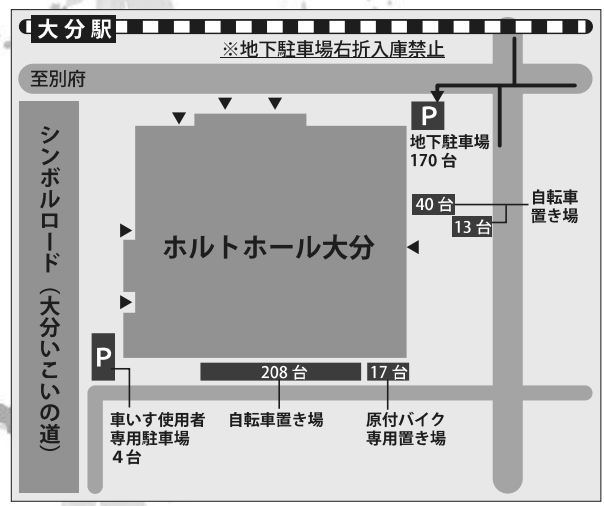 大分駅
※地下駐車場右折入庫禁止
至別府
シンボルロード（大分いこいの道）
P
地下駐車場
170台
40台
13台
自転車
置き場
ホルトホール大分
P
208台
17台
車いす使用者
専用駐車場
4台
自転車置き場
原付バイク
専用置き場